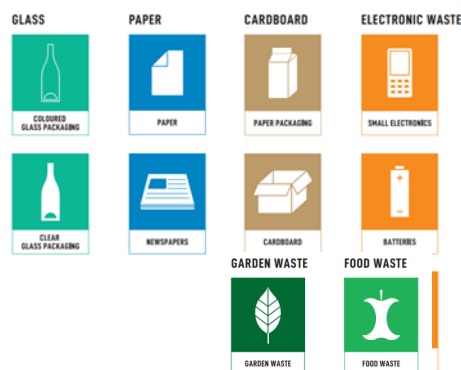 GLASS PAPER CARDBOARD ELECTRONIC WASTE
COLOURED
GLASS PACKAGING
PAPER
PAPER PACKAGING
SMALL ELECTRONICS
CLEAR
GLASS PACKAGING
NEWSPAPERS
CARDBOARD
BATTERIES
GARDEN WASTE FOOD WASTE
GARDEN WASTE
FOOD WASTE